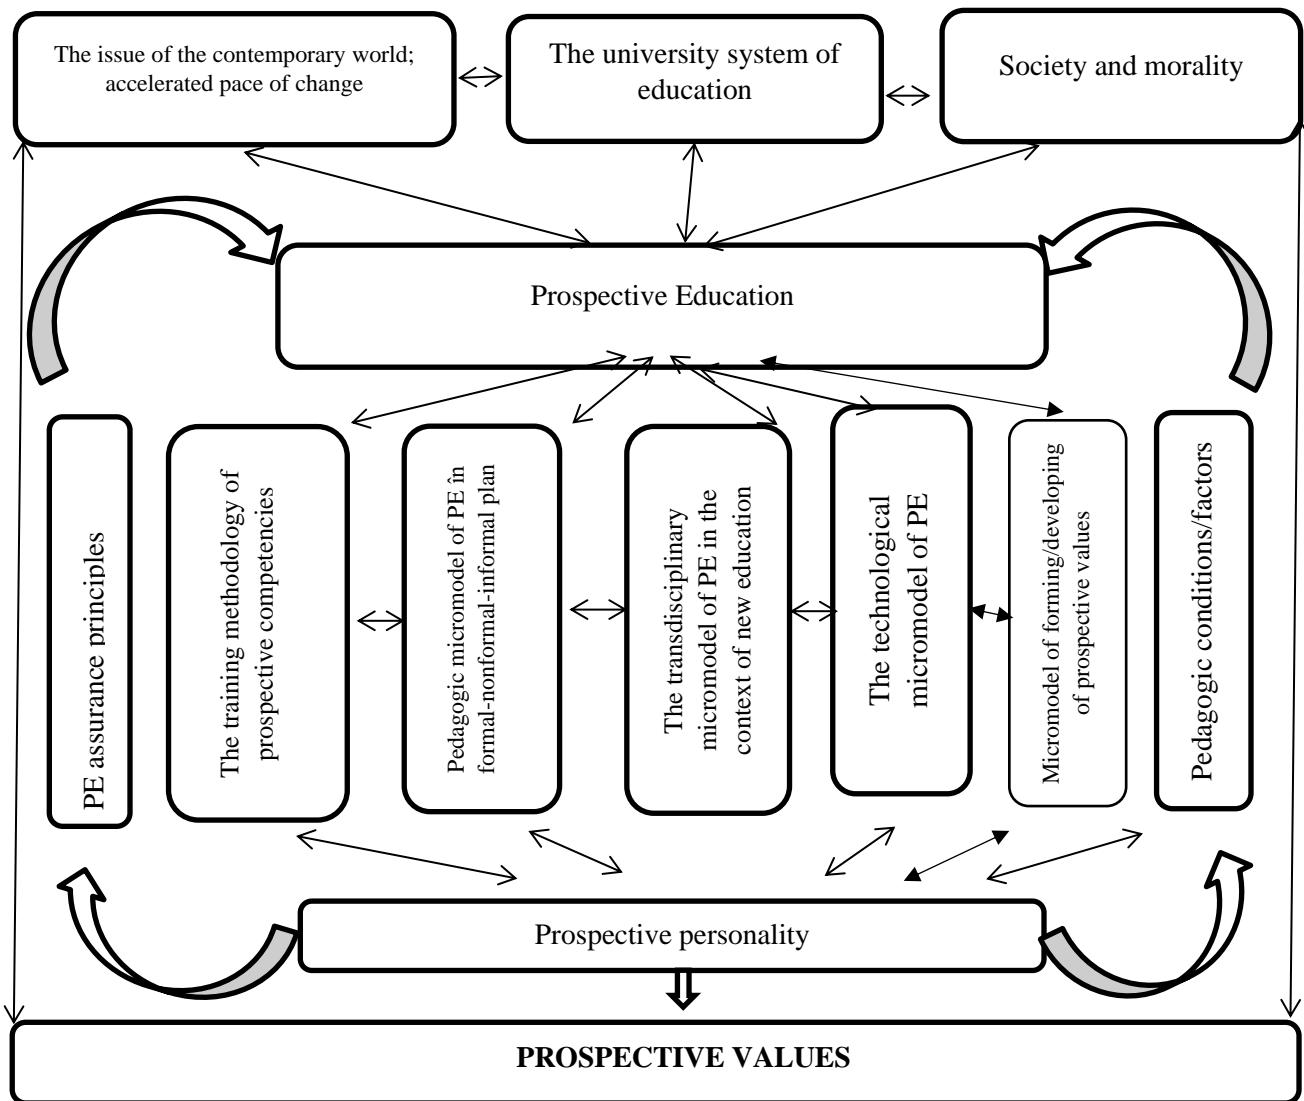 The issue of the contemporary world;
accelerated pace of change
The university system of
education
Society and morality
Prospective Education
PE assurance principles
The training methodology of
prospective competencies
Pedagogic micromodel of PE în
formal-nonformal-informal plan
The transdisciplinary
micromodel of PE in the
context of new education
The technological
micromodel of PE
Micromodel of forming/developing
of prospective values
Pedagogic conditions/factors
Prospective personality
PROSPECTIVE VALUES